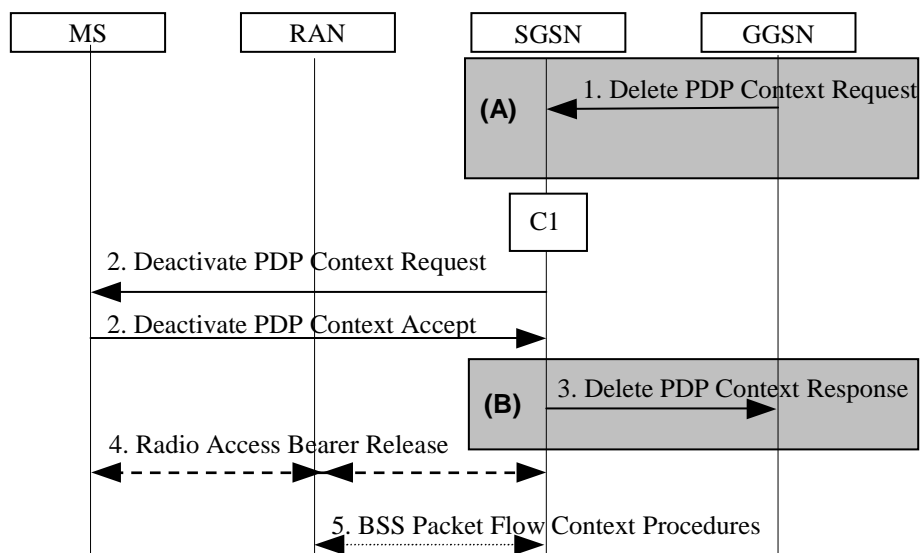 MS RAN SGSN GGSN
1. Delete PDP Context Request
(A)
C1
2. Deactivate PDP Context Request
2. Deactivate PDP Context Accept
3. Delete PDP Context Response
(B)
4. Radio Access Bearer Release
5. BSS Packet Flow Context Procedures